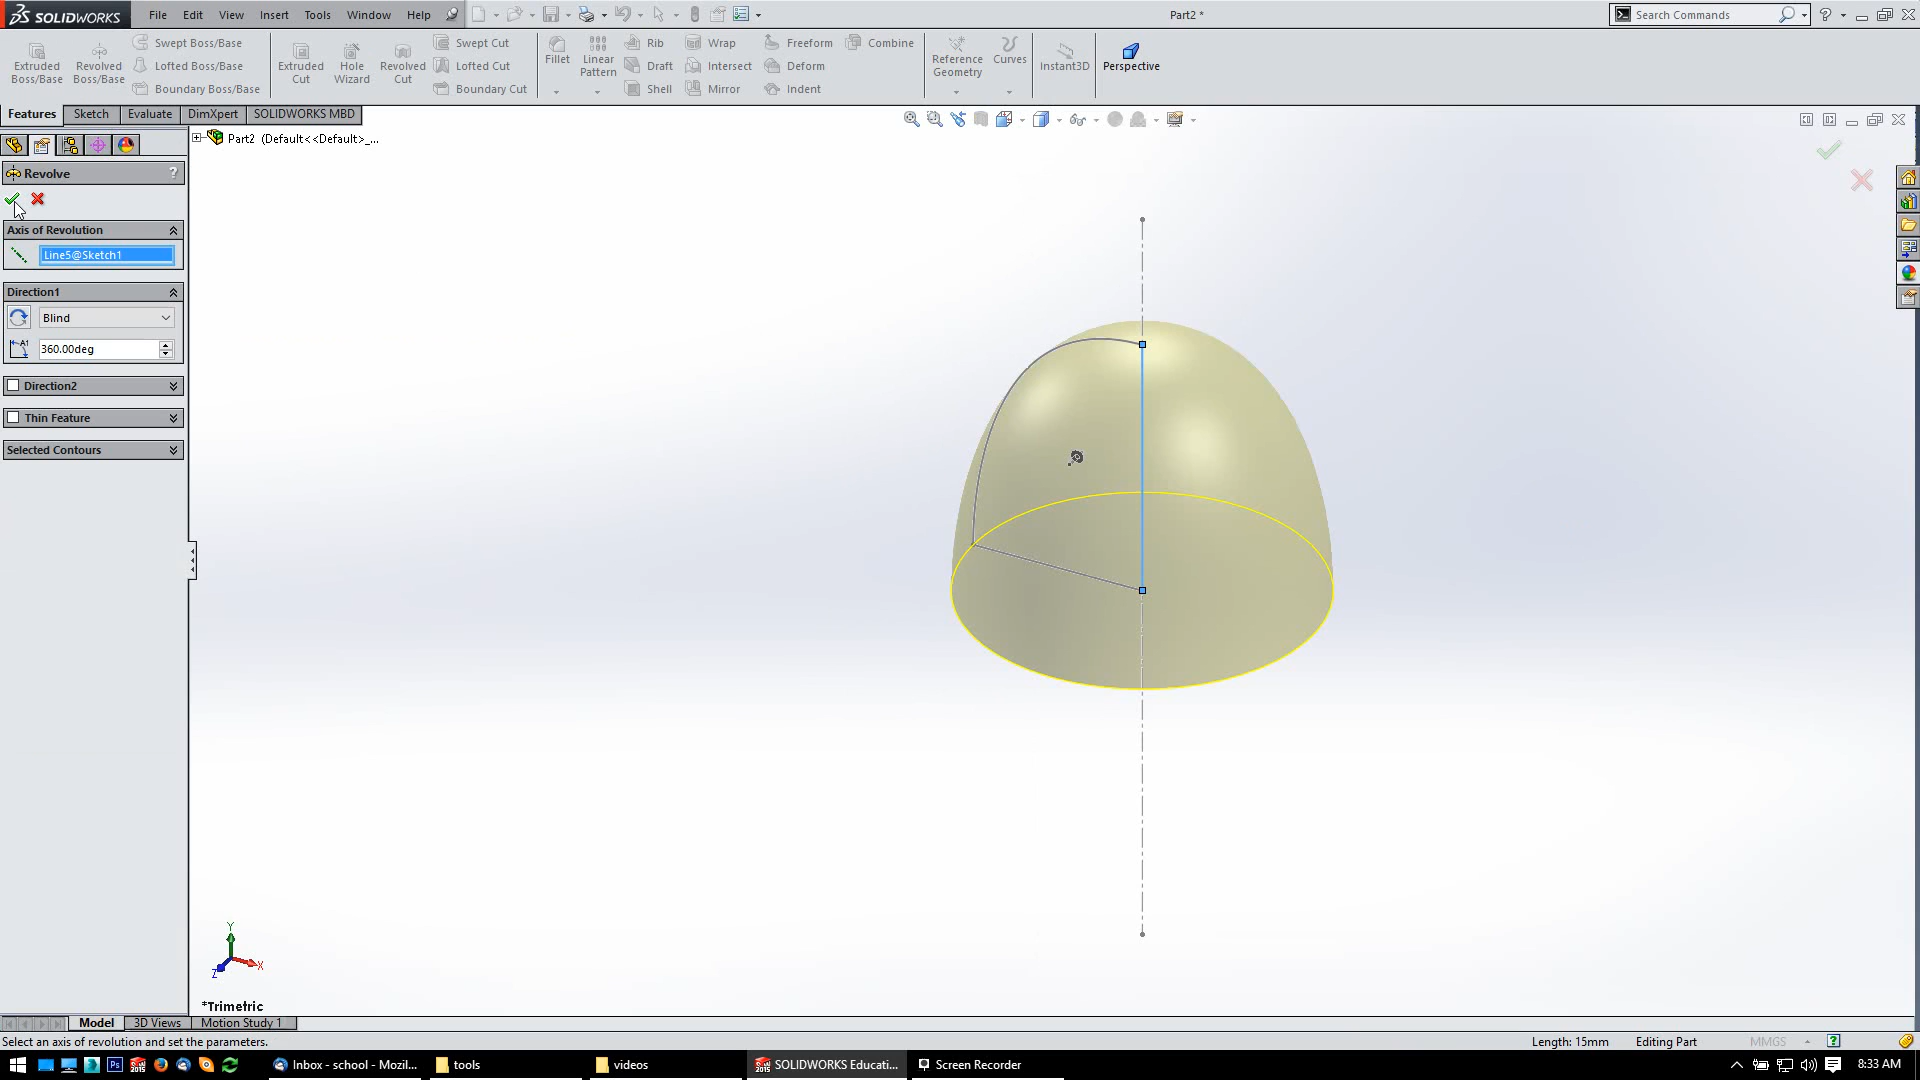 SOLIDWORKS File Edit View Insert Tools Window Help Part2 * Search Commands
Extruded Boss/Base
Revolved Boss/Base
Swept Boss/Base
Lofted Boss/Base
Boundary Boss/Base
Extruded Cut
Hole Wizard
Revolved Cut
Swept Cut
Lofted Cut
Boundary Cut
Fillet
Linear Pattern
Rib
Draft
Shell
Wrap
Intersect
Mirror
Freeform
Deform
Indent
Combine
Reference Geometry
Curves
Instant3D
Perspective
Features Sketch Evaluate DimXpert SOLIDWORKS MBD
Part2 (Default<<Default>_...
Revolve ?
Axis of Revolution
Line5@Sketch1
Direction1
Blind
360.00deg
Direction2
Thin Feature
Selected Contours
Y
X
Z
*Trimetric
Model 3D Views Motion Study 1
Select an axis of revolution and set the parameters. Length: 15mm Editing Part MMGS
Inbox - school - Mozil... tools videos SOLIDWORKS Educati... Screen Recorder 8:33 AM